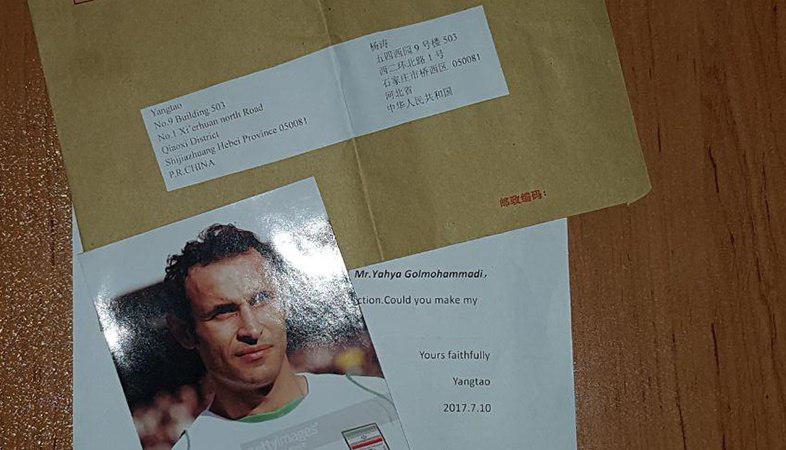 Yangtao
No.9 Building 503
No.1 Xi'erhuan north Road
Qiaoxi District
Shijiazhuang Hebei Province 050081
P.R.CHINA
杨涛
五四西园 9 号楼 503
西二环北路 1 号
石家庄市桥西区 050081
河北省
中华人民共和国
邮政编码:
Mr.Yahya Golmohammadi,
ction.Could you make my
Yours faithfully
Yangtao
2017.7.10
gettyimages